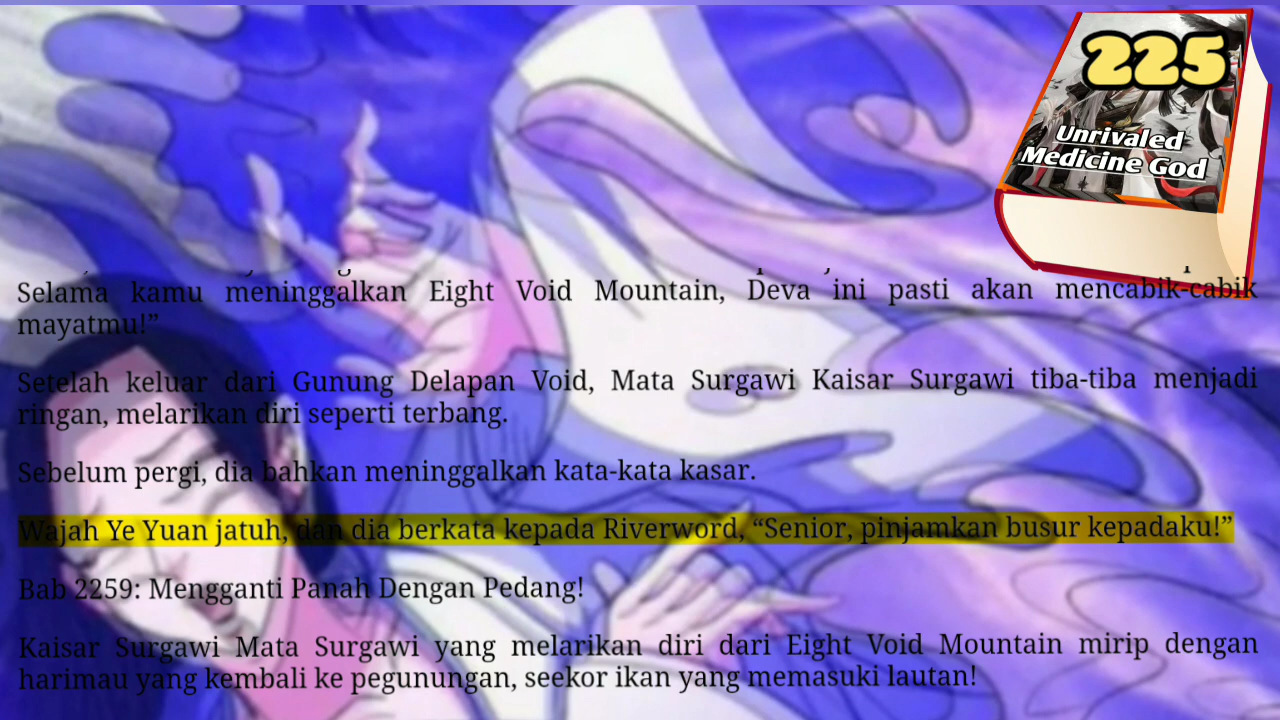 225
Unrivaled
Medicine God
Selama kamu meninggalkan Eight Void Mountain, Deva ini pasti akan mencabik-cabik
mayatmu!”
Setelah keluar dari Gunung Delapan Void, Mata Surgawi Kaisar Surgawi tiba-tiba menjadi
ringan, melarikan diri seperti terbang.
Sebelum pergi, dia bahkan meninggalkan kata-kata kasar.
Wajah Ye Yuan jatuh, dan dia berkata kepada Riverword, “Senior, pinjamkan busur kepadaku!”
Bab 2259: Mengganti Panah Dengan Pedang!
Kaisar Surgawi Mata Surgawi yang melarikan diri dari Eight Void Mountain mirip dengan
harimau yang kembali ke pegunungan, seekor ikan yang memasuki lautan!